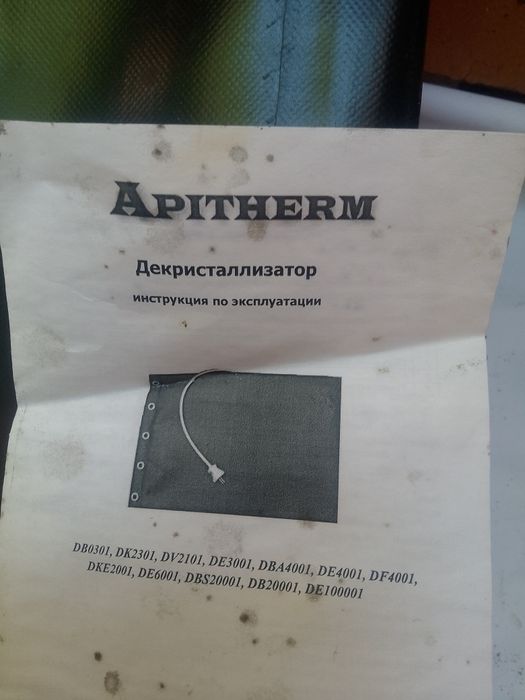 APITHERM
Декристаллизатор
инструкция по эксплуатации
DB0301, DK2301, DV2101, DE3001, DBA4001, DE4001, DF4001,
DKE2001, DE6001, DBS20001, DB20001, DE100001